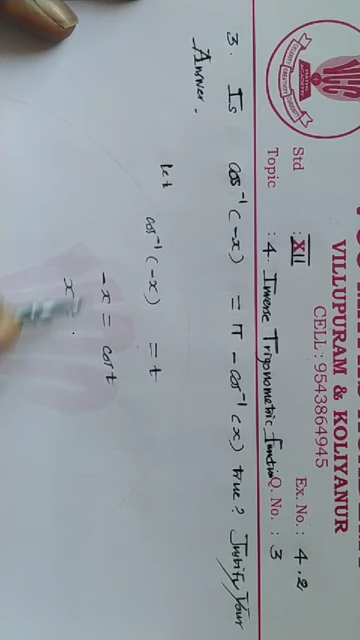 VILLUPURAM & KOLIYANUR
CELL : 9543864945
Std : XII Ex. No. : 4.2
Topic : 4. Inverse Trigonometric Function Q. No. : 3
3. Is cos⁻¹(-x) = π - cos⁻¹(x) true? Justify Your
Answer.
let cos⁻¹(-x) = t
-x = cos t
x